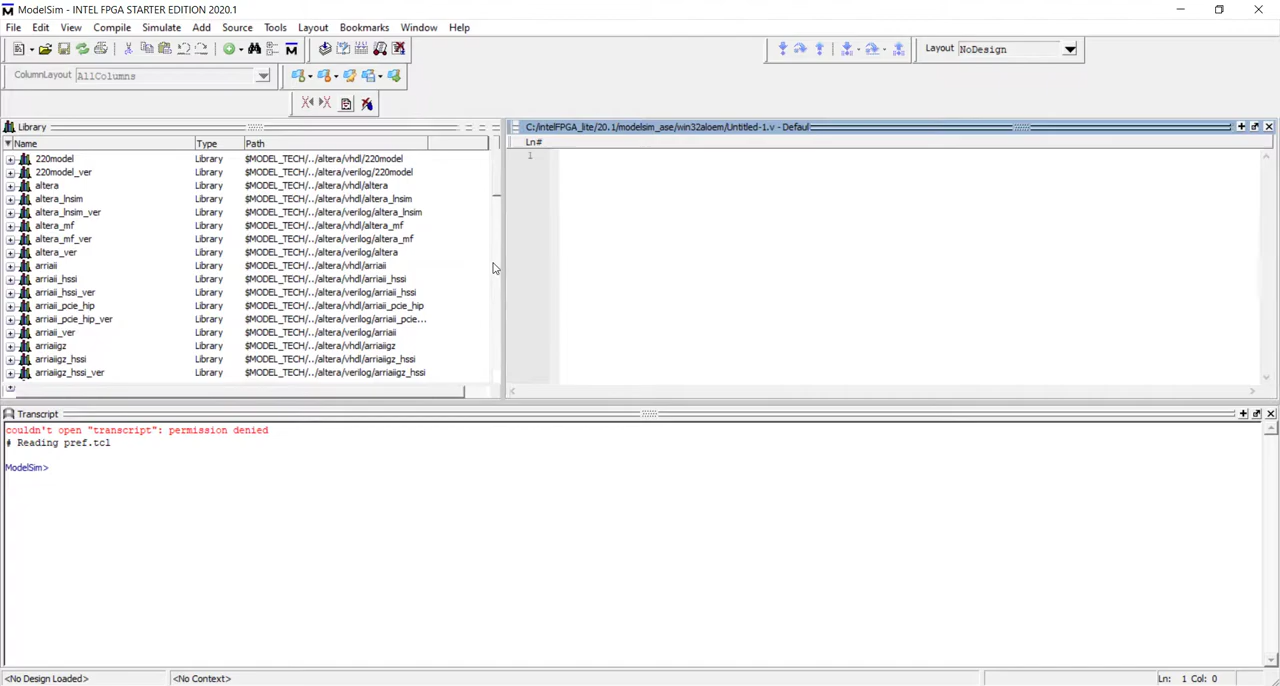 ModelSim - INTEL FPGA STARTER EDITION 2020.1
File Edit View Compile Simulate Add Source Tools Layout Bookmarks Window Help
Layout NoDesign
ColumnLayout AllColumns
Library
Name Type Path
220model Library $MODEL_TECH/../altera/vhdl/220model
220model_ver Library $MODEL_TECH/../altera/verilog/220model
altera Library $MODEL_TECH/../altera/vhdl/altera
altera_lnsim Library $MODEL_TECH/../altera/vhdl/altera_lnsim
altera_lnsim_ver Library $MODEL_TECH/../altera/verilog/altera_lnsim
altera_mf Library $MODEL_TECH/../altera/vhdl/altera_mf
altera_mf_ver Library $MODEL_TECH/../altera/verilog/altera_mf
altera_ver Library $MODEL_TECH/../altera/verilog/altera
arriaii Library $MODEL_TECH/../altera/vhdl/arriaii
arriaii_hssi Library $MODEL_TECH/../altera/vhdl/arriaii_hssi
arriaii_hssi_ver Library $MODEL_TECH/../altera/verilog/arriaii_hssi
arriaii_pcie_hip Library $MODEL_TECH/../altera/vhdl/arriaii_pcie_hip
arriaii_pcie_hip_ver Library $MODEL_TECH/../altera/verilog/arriaii_pcie...
arriaii_ver Library $MODEL_TECH/../altera/verilog/arriaii
arriaiigz Library $MODEL_TECH/../altera/vhdl/arriaiigz
arriaiigz_hssi Library $MODEL_TECH/../altera/vhdl/arriaiigz_hssi
arriaiigz_hssi_ver Library $MODEL_TECH/../altera/verilog/arriaiigz_hssi
C:/intelFPGA_lite/20.1/modelsim_ase/win32aloem/Untitled-1.v - Defaul
Ln#
1
Transcript
couldn't open "transcript": permission denied
# Reading pref.tcl
ModelSim>
<No Design Loaded> <No Context> Ln: 1 Col: 0